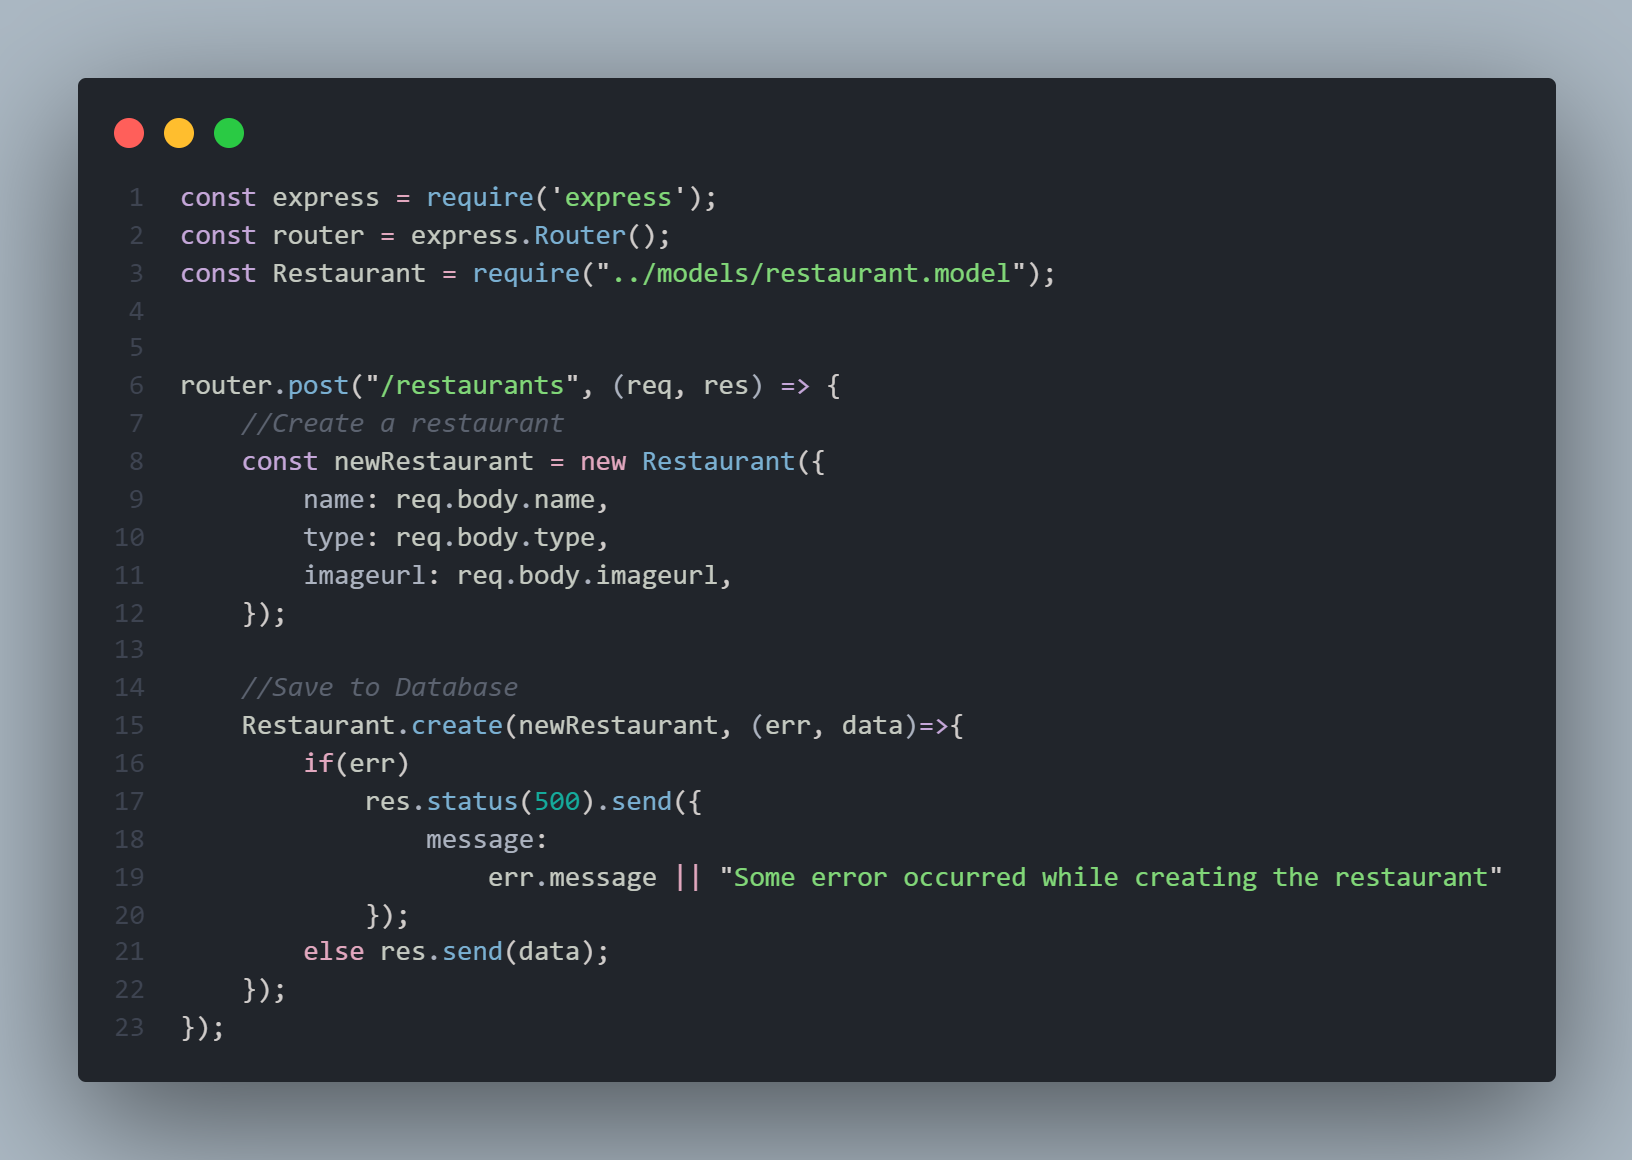 1 const express = require('express');
2 const router = express.Router();
3 const Restaurant = require("../models/restaurant.model");
4
5
6 router.post("/restaurants", (req, res) => {
7     //Create a restaurant
8     const newRestaurant = new Restaurant({
9         name: req.body.name,
10         type: req.body.type,
11         imageurl: req.body.imageurl,
12     });
13
14     //Save to Database
15     Restaurant.create(newRestaurant, (err, data)=>{
16         if(err)
17             res.status(500).send({
18                 message:
19                     err.message || "Some error occurred while creating the restaurant"
20             });
21         else res.send(data);
22     });
23 });